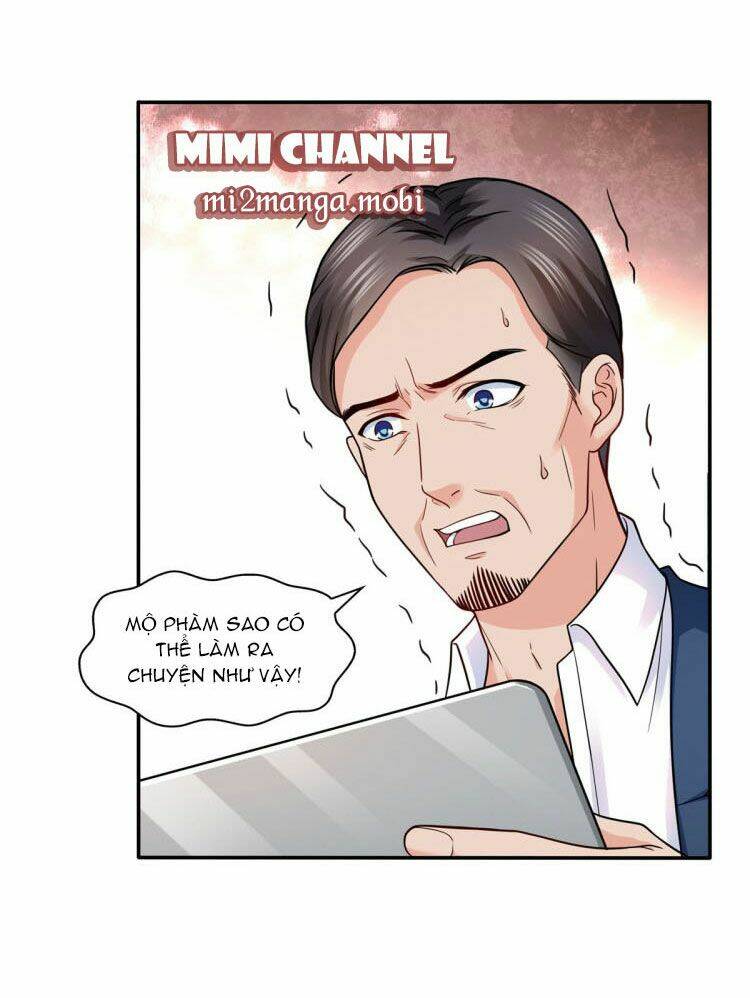 MIMI CHANNEL
mi2manga.mobi
MỘ PHÀM SAO CÓ
THỂ LÀM RA
CHUYỆN NHƯ VẬY!